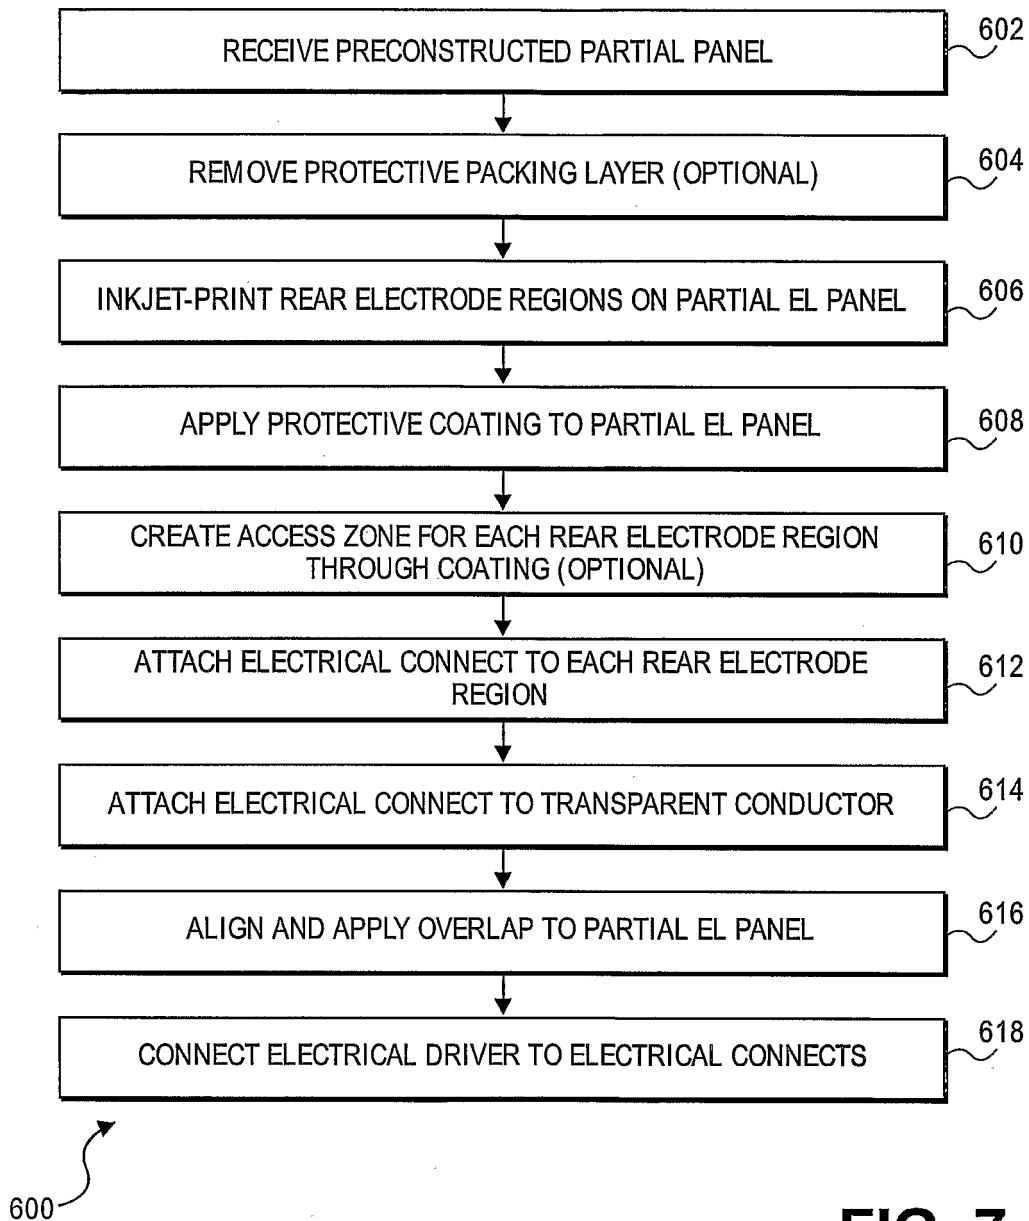 RECEIVE PRECONSTRUCTED PARTIAL PANEL
602
REMOVE PROTECTIVE PACKING LAYER (OPTIONAL)
604
INKJET-PRINT REAR ELECTRODE REGIONS ON PARTIAL EL PANEL
606
APPLY PROTECTIVE COATING TO PARTIAL EL PANEL
608
CREATE ACCESS ZONE FOR EACH REAR ELECTRODE REGION
THROUGH COATING (OPTIONAL)
610
ATTACH ELECTRICAL CONNECT TO EACH REAR ELECTRODE
REGION
612
ATTACH ELECTRICAL CONNECT TO TRANSPARENT CONDUCTOR
614
ALIGN AND APPLY OVERLAP TO PARTIAL EL PANEL
616
CONNECT ELECTRICAL DRIVER TO ELECTRICAL CONNECTS
618
600
FIG. 7